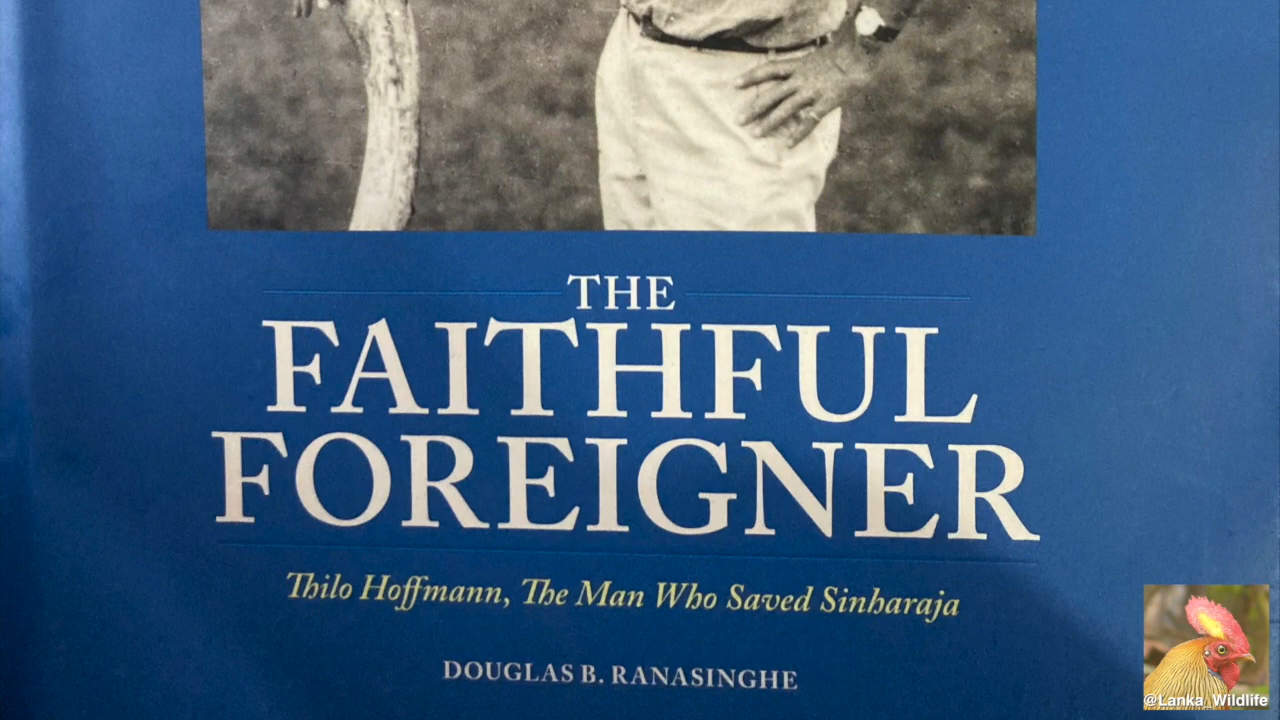 THE
FAITHFUL
FOREIGNER
Thilo Hoffmann, The Man Who Saved Sinharaja
DOUGLAS B. RANASINGHE
@Lanka_Wildlife